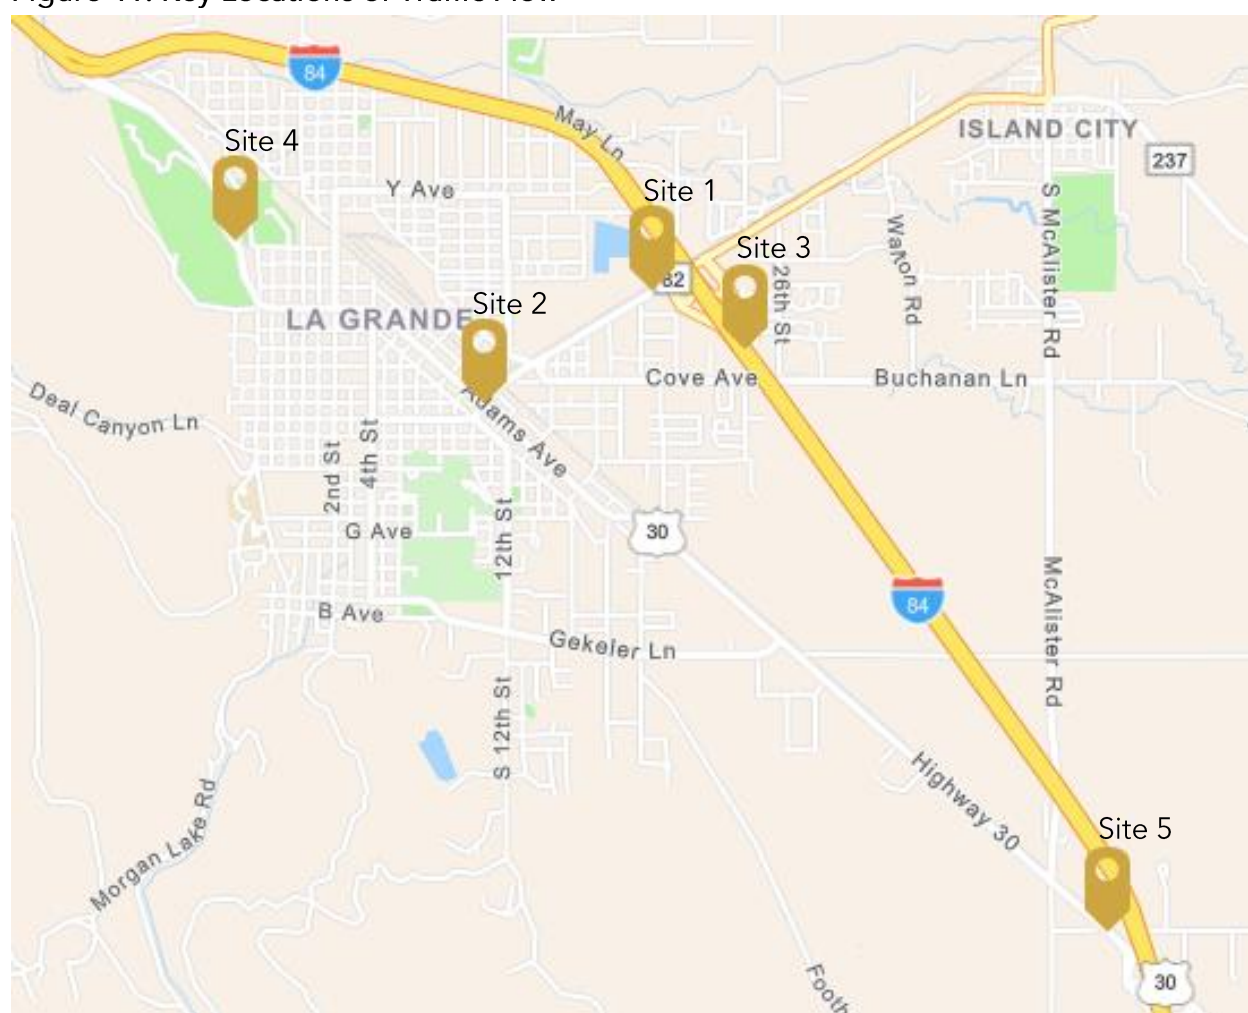 84
May Ln
ISLAND CITY
Site 4
237
Y Ave
Site 1
S McAlister Rd
Walton Rd
Site 3
82
26th St
Site 2
LA GRANDE
Cove Ave
Buchanan Ln
Deal Canyon Ln
Adams Ave
4th St
2nd St
12th St
G Ave
30
McAlister Rd
84
B Ave
Gekeler Ln
S 12th St
Highway 30
Morgan Lake Rd
Site 5
30